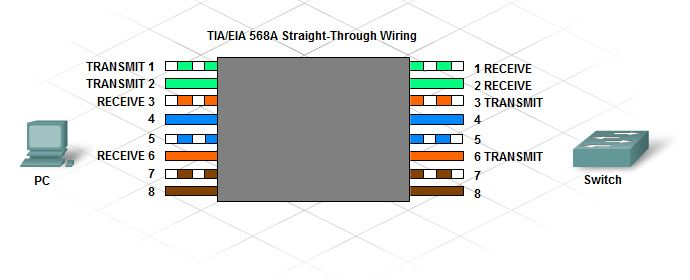 TIA/EIA 568A Straight-Through Wiring
TRANSMIT 1
TRANSMIT 2
RECEIVE 3
4
5
RECEIVE 6
7
8
1 RECEIVE
2 RECEIVE
3 TRANSMIT
4
5
6 TRANSMIT
7
8
PC
Switch